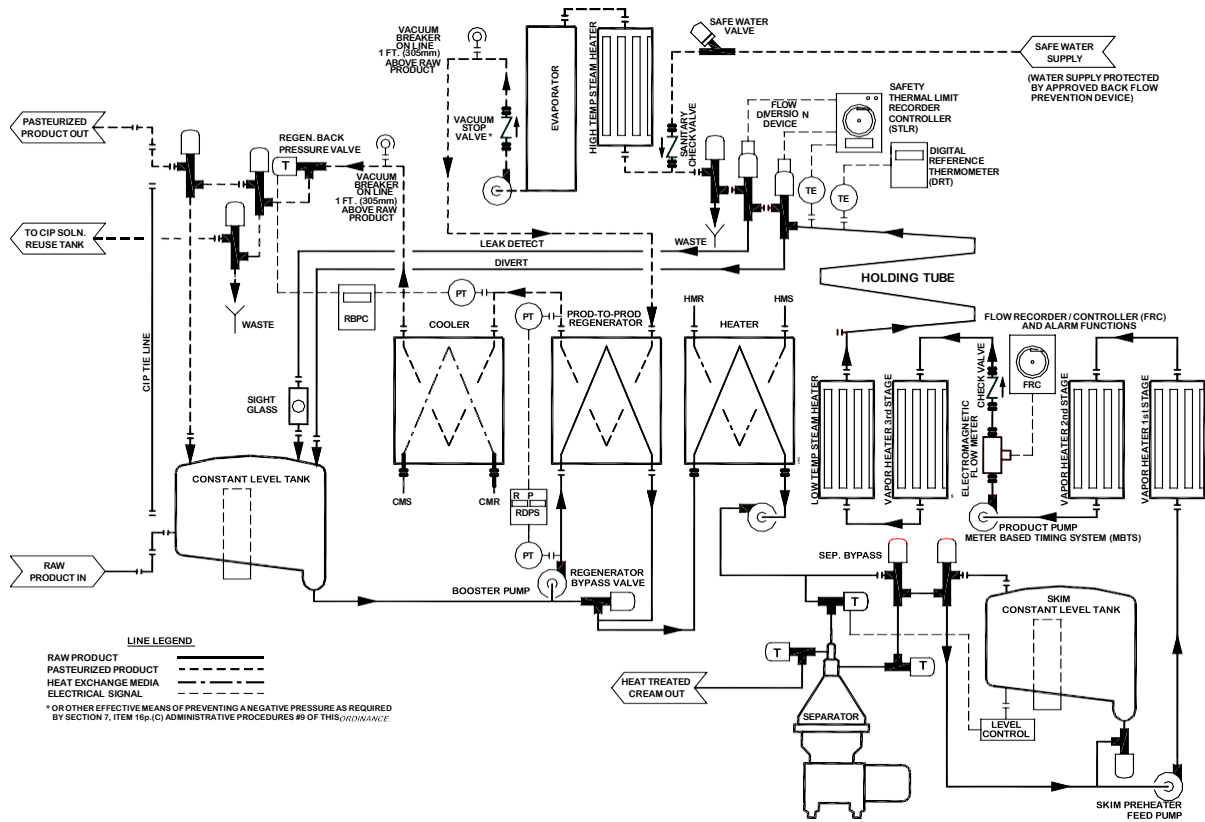 VACUUM
BREAKER
ON LINE
1 FT. (305mm)
ABOVE RAW
PRODUCT
SAFE WATER
VALVE
SAFE WATER
SUPPLY
(WATER SUPPLY PROTECTED
BY APPROVED BACK FLOW
PREVENTION DEVICE)
HIGH TEMP STEAM HEATER
EVAPORATOR
VACUUM
STOP
VALVE *
SANITARY
CHECK VALVE
FLOW
DIVERSION
DEVICE
SAFETY
THERMAL LIMIT
RECORDER
CONTROLLER
(STLR)
DIGITAL
REFERENCE
THERMOMETER
(DRT)
TE
TE
PASTEURIZED
PRODUCT OUT
REGEN. BACK
PRESSURE VALVE
T
VACUUM
BREAKER
ON LINE
1 FT. (305mm)
ABOVE RAW
PRODUCT
TO CIP SOLN.
REUSE TANK
WASTE
LEAK DETECT
DIVERT
WASTE
HOLDING TUBE
RBPC
PT
PT
COOLER
PROD-TO-PROD
REGENERATOR
HMR
HMS
HEATER
FLOW RECORDER / CONTROLLER (FRC)
AND ALARM FUNCTIONS
FRC
CHECK VALVE
CIP TIE LINE
SIGHT
GLASS
LOW TEMP STEAM HEATER
VAPOR HEATER 3rd STAGE
ELECTROMAGNETIC
FLOW METER
VAPOR HEATER 2nd STAGE
VAPOR HEATER 1st STAGE
CONSTANT LEVEL TANK
CMS
CMR
R P
RDPS
PT
PRODUCT PUMP
METER BASED TIMING SYSTEM (MBTS)
RAW
PRODUCT IN
BOOSTER PUMP
REGENERATOR
BYPASS VALVE
SEP. BYPASS
SKIM
CONSTANT LEVEL TANK
T
T
T
HEAT TREATED
CREAM OUT
SEPARATOR
LEVEL
CONTROL
SKIM PREHEATER
FEED PUMP
LINE LEGEND
RAW PRODUCT
PASTEURIZED PRODUCT
HEAT EXCHANGE MEDIA
ELECTRICAL SIGNAL
* OR OTHER EFFECTIVE MEANS OF PREVENTING A NEGATIVE PRESSURE AS REQUIRED
BY SECTION 7, ITEM 16p.(C) ADMINISTRATIVE PROCEDURES #9 OF THIS ORDINANCE.